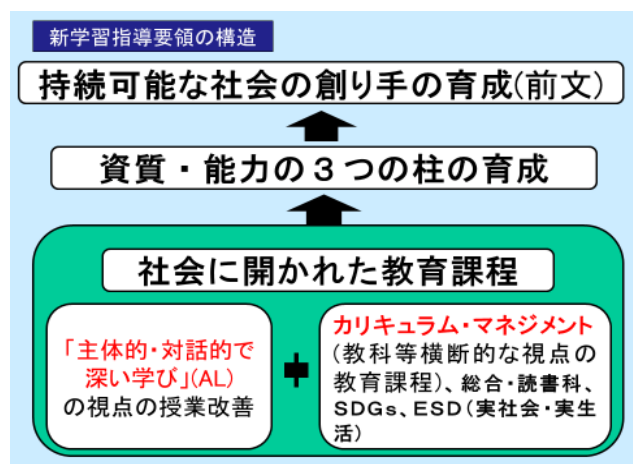 新学習指導要領の構造
持続可能な社会の創り手の育成(前文)
資質・能力の3つの柱の育成
社会に開かれた教育課程
「主体的・対話的で
深い学び」(AL)
の視点の授業改善
+
カリキュラム・マネジメント
(教科等横断的な視点の
教育課程)、総合・読書科、
SDGs、ESD(実社会・実生
活)